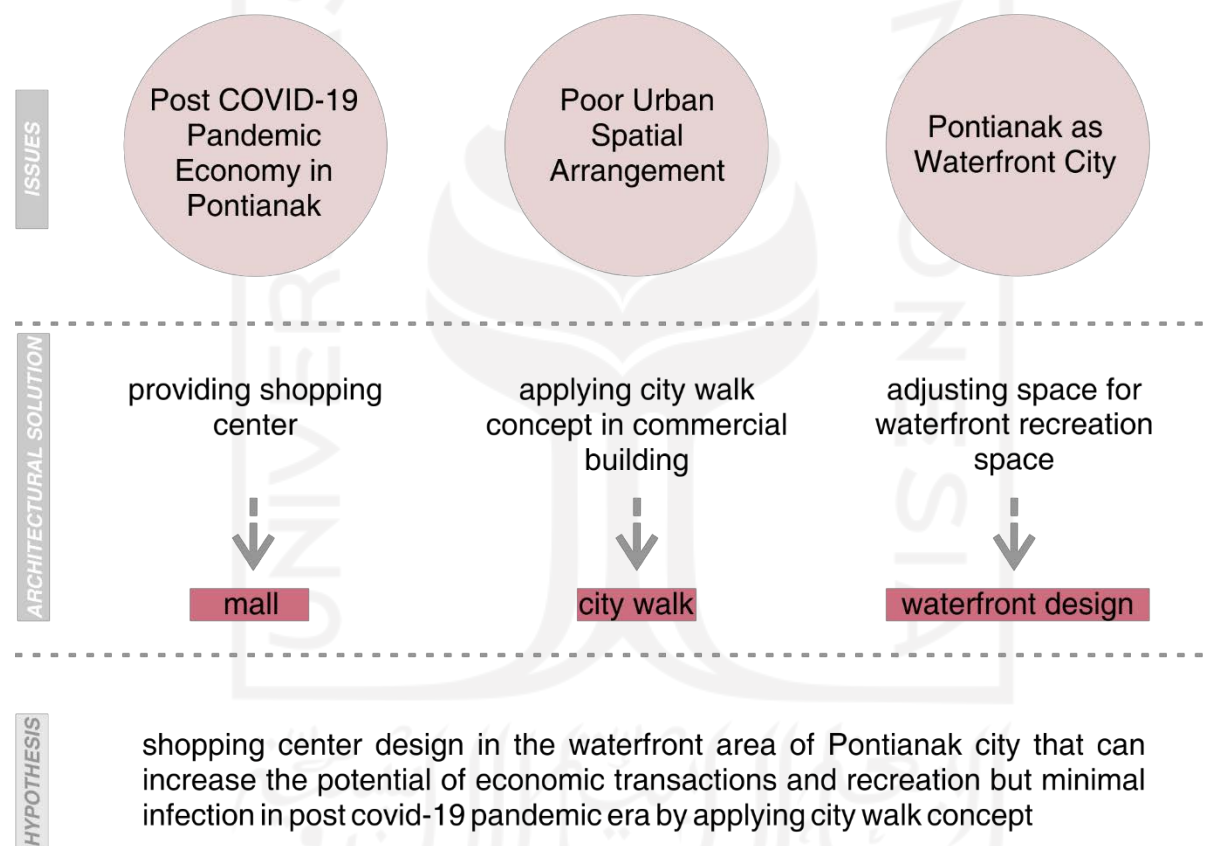 ISSUES
Post COVID-19
Pandemic
Economy in
Pontianak
Poor Urban
Spatial
Arrangement
Pontianak as
Waterfront City
ARCHITECTURAL SOLUTION
providing shopping
center
applying city walk
concept in commercial
building
adjusting space for
waterfront recreation
space
mall
city walk
waterfront design
HYPOTHESIS
shopping center design in the waterfront area of Pontianak city that can
increase the potential of economic transactions and recreation but minimal
infection in post covid-19 pandemic era by applying city walk concept